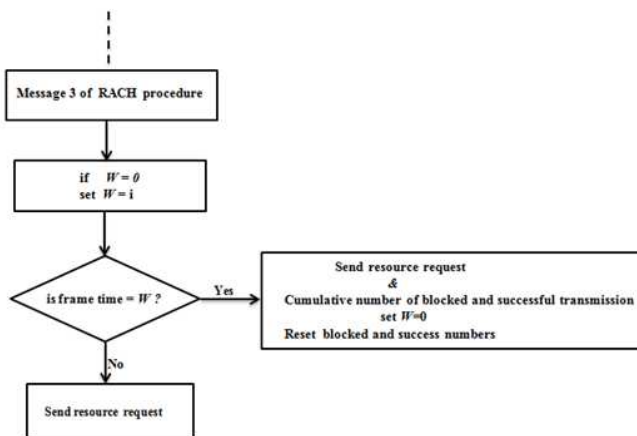 Message 3 of RACH procedure
if W = 0
set W = i
is frame time = W ?
Yes
Send resource request
&
Cumulative number of blocked and successful transmission
set W=0
Reset blocked and success numbers
No
Send resource request